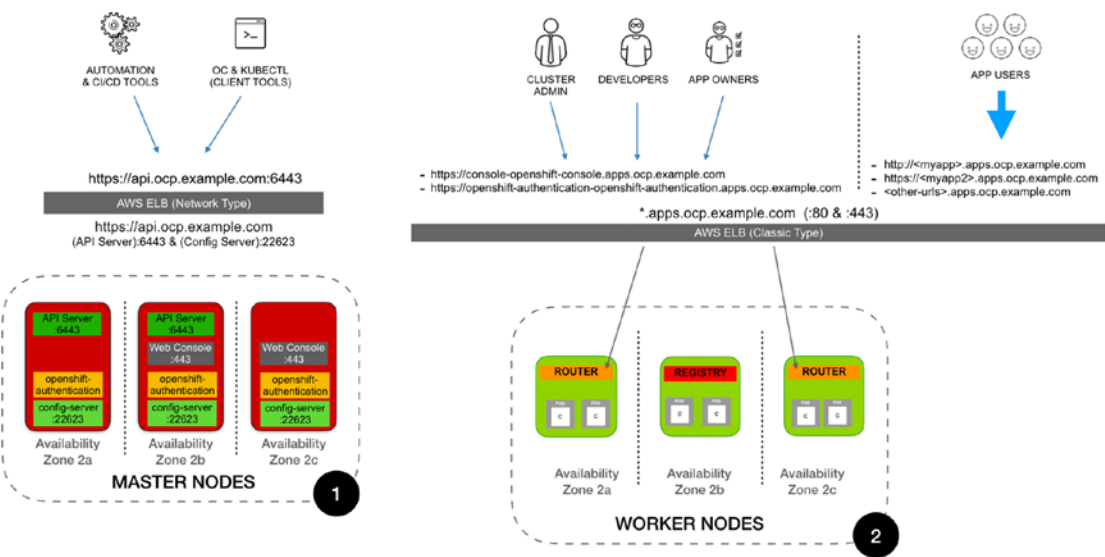 AUTOMATION
& CI/CD TOOLS
OC & KUBECTL
(CLIENT TOOLS)
https://api.ocp.example.com:6443
AWS ELB (Network Type)
https://api.ocp.example.com
(API Server):6443 & (Config Server):22623
API Server
:6443
openshift-
authentication
config-server
:22623
Availability
Zone 2a
API Server
:6443
Web Console
:443
openshift-
authentication
config-server
:22623
Availability
Zone 2b
Web Console
:443
openshift-
authentication
config-server
:22623
Availability
Zone 2c
MASTER NODES
1
CLUSTER
ADMIN
DEVELOPERS
APP OWNERS
- https://console-openshift-console.apps.ocp.example.com
- https://openshift-authentication-openshift-authentication.apps.ocp.example.com
APP USERS
- http://<myapp>.apps.ocp.example.com
- https://<myapp2>.apps.ocp.example.com
- <other-urls>.apps.ocp.example.com
*.apps.ocp.example.com (:80 & :443)
AWS ELB (Classic Type)
ROUTER
POD
C
POD
C
Availability
Zone 2a
REGISTRY
POD
C
POD
C
Availability
Zone 2b
ROUTER
POD
C
POD
C
Availability
Zone 2c
WORKER NODES
2